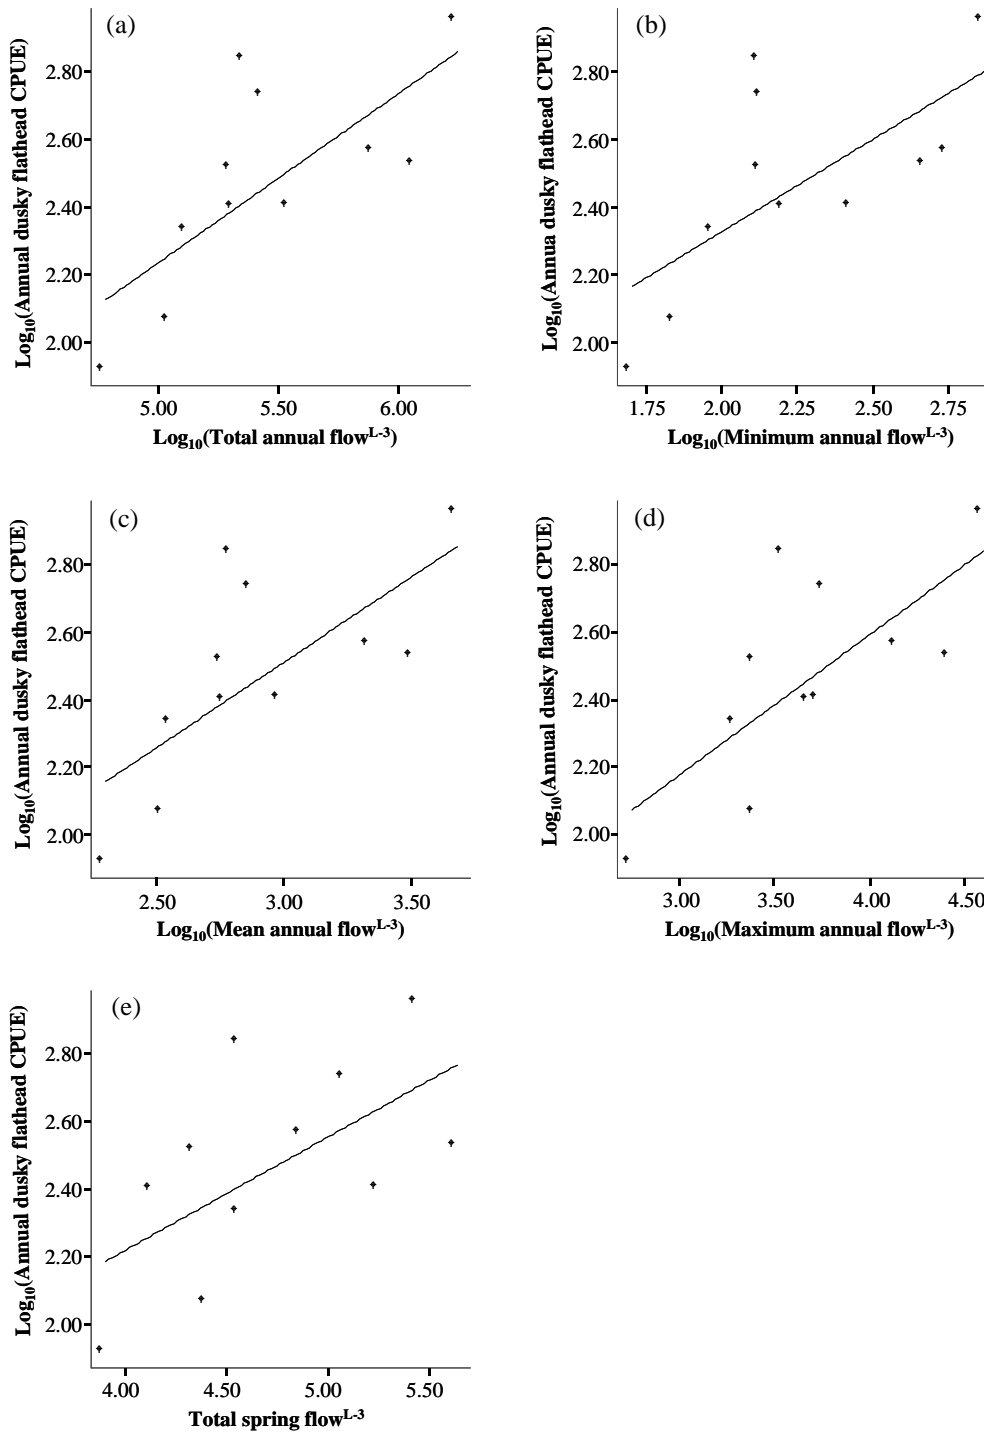 (a)
Log10(Annual dusky flathead CPUE)
2.80
2.60
2.40
2.20
2.00
5.00 5.50 6.00
Log10(Total annual flowL-3)
(b)
Log10(Annua dusky flathead CPUE)
2.80
2.60
2.40
2.20
2.00
1.75 2.00 2.25 2.50 2.75
Log10(Minimum annual flowL-3)
(c)
Log10(Annual dusky flathead CPUE)
2.80
2.60
2.40
2.20
2.00
2.50 3.00 3.50
Log10(Mean annual flowL-3)
(d)
Log10(Annual dusky flathead CPUE)
2.80
2.60
2.40
2.20
2.00
3.00 3.50 4.00 4.50
Log10(Maximum annual flowL-3)
(e)
Log10(Annual dusky flathead CPUE)
2.80
2.60
2.40
2.20
2.00
4.00 4.50 5.00 5.50
Total spring flowL-3